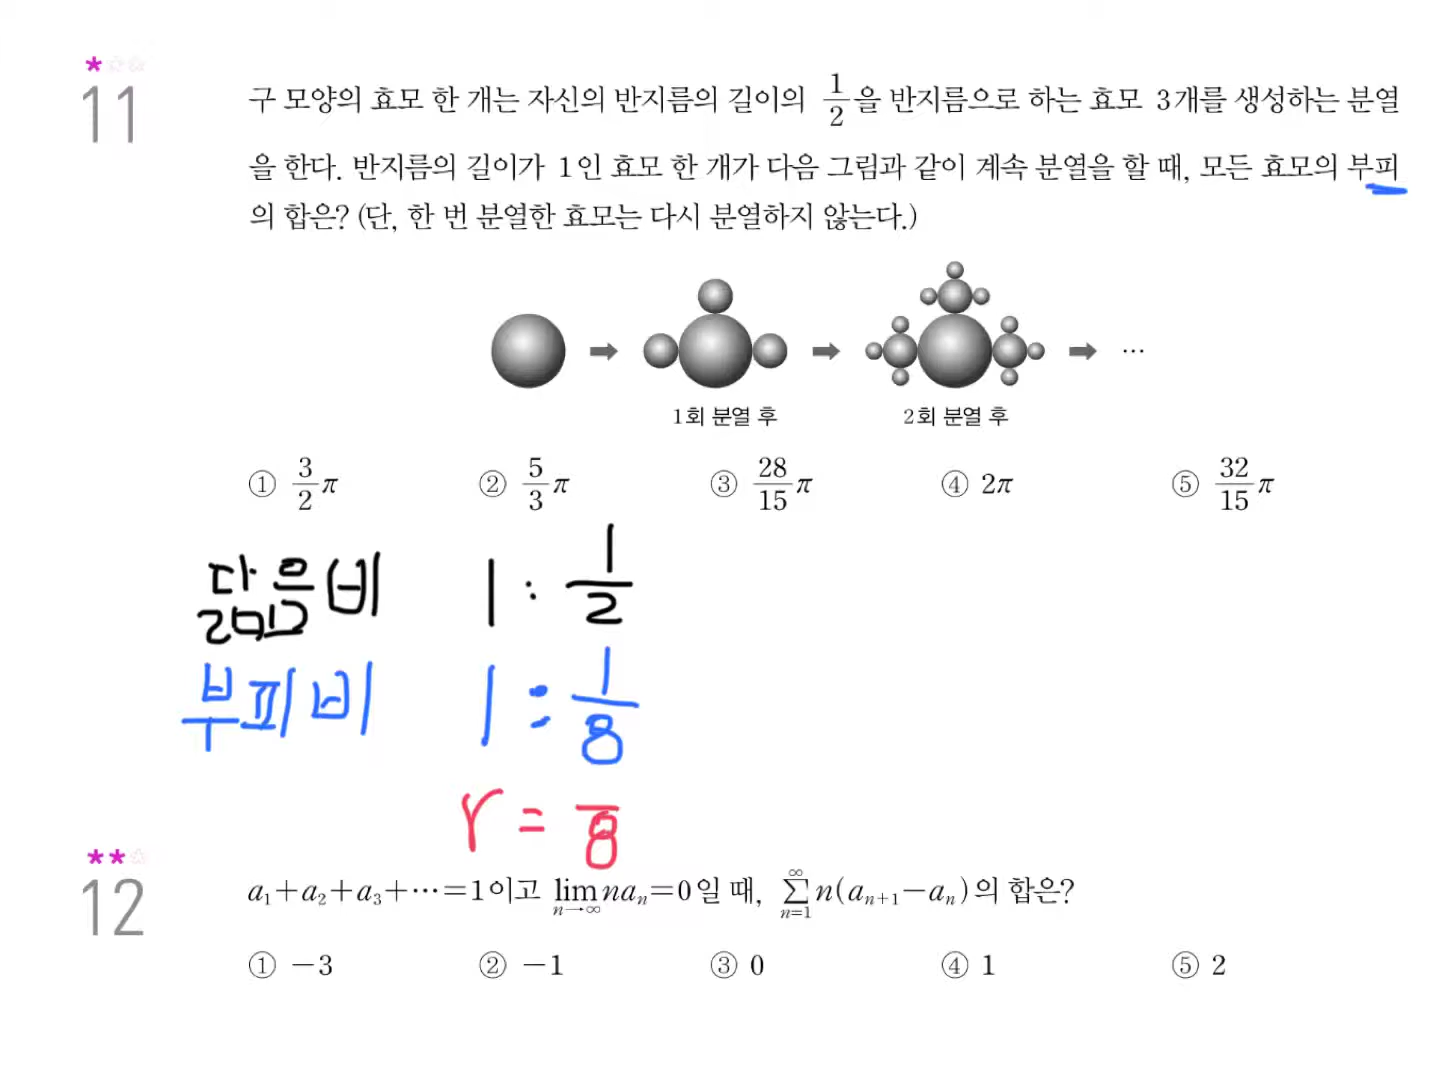 11
구 모양의 효모 한 개는 자신의 반지름의 길이의 1/2을 반지름으로 하는 효모 3개를 생성하는 분열
을 한다. 반지름의 길이가 1인 효모 한 개가 다음 그림과 같이 계속 분열을 할 때, 모든 효모의 부피
의 합은? (단, 한 번 분열한 효모는 다시 분열하지 않는다.)
➡ ➡ ➡ …
1회 분열 후 2회 분열 후
① 3/2 π ② 5/3 π ③ 28/15 π ④ 2π ⑤ 32/15 π
닮음비 1 : 1/2
부피비 1 : 1/8
r = /8
12
a₁+a₂+a₃+⋯=1이고 lim n→∞ naₙ=0일 때, ∑ n=1 ∞ n(aₙ₊₁−aₙ)의 합은?
① −3 ② −1 ③ 0 ④ 1 ⑤ 2